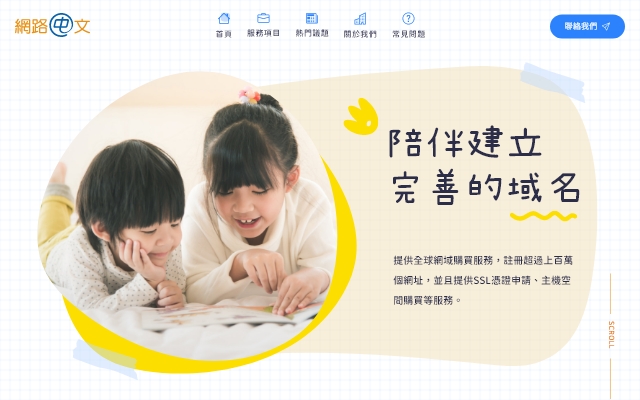 網路中文
首頁
服務項目
熱門議題
關於我們
常見問題
聯絡我們
陪伴建立
完善的域名
提供全球網域購買服務，註冊超過上百萬
個網址，並且提供SSL憑證申請、主機空
間購買等服務。
SCROLL